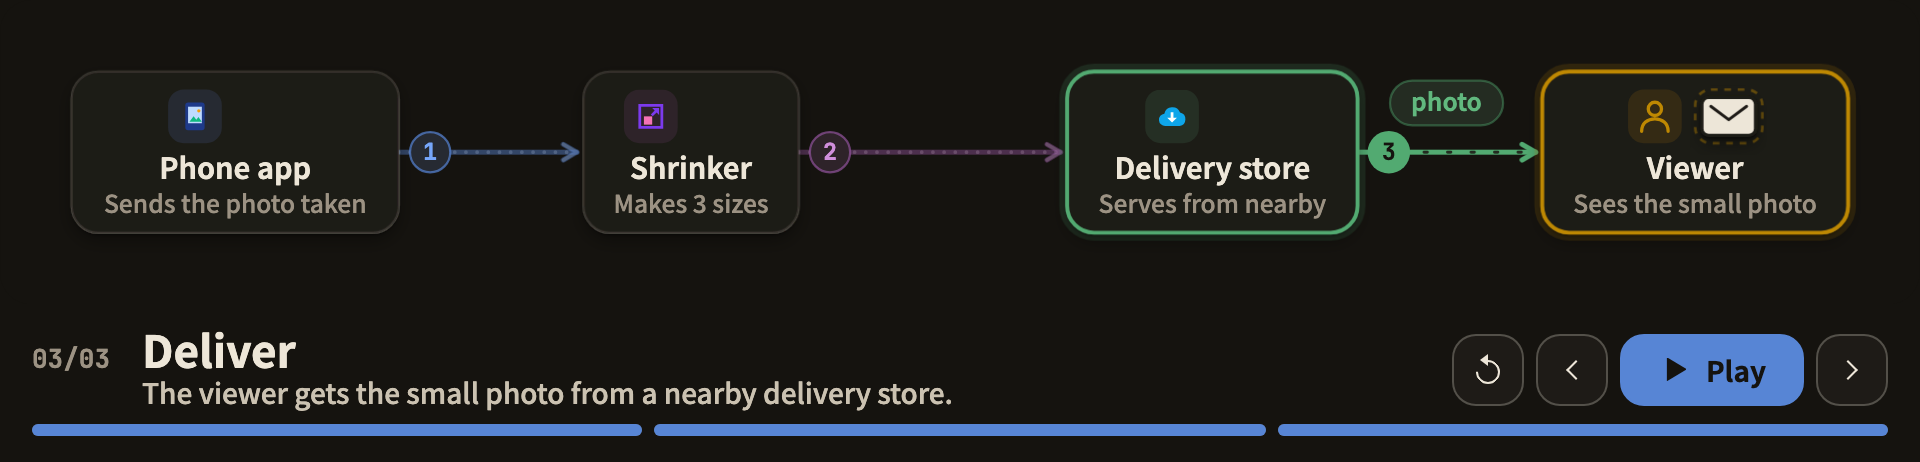 Phone app
Sends the photo taken
1
Shrinker
Makes 3 sizes
2
Delivery store
Serves from nearby
photo
3
Viewer
Sees the small photo
03/03
Deliver
The viewer gets the small photo from a nearby delivery store.
Play